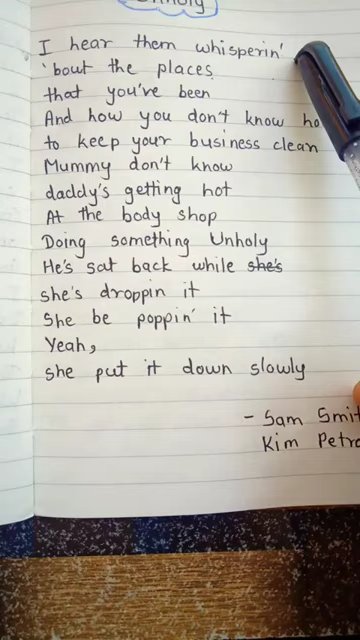 Unholy
I hear them whisperin'
'bout the places
that you've been
And how you don't know ho
to keep your business clean
Mummy don't know
daddy's getting hot
At the body shop
Doing something Unholy
He's sat back while she's
she's droppin it
She be poppin' it
Yeah,
she put it down slowly
- Sam Smit
Kim Petra